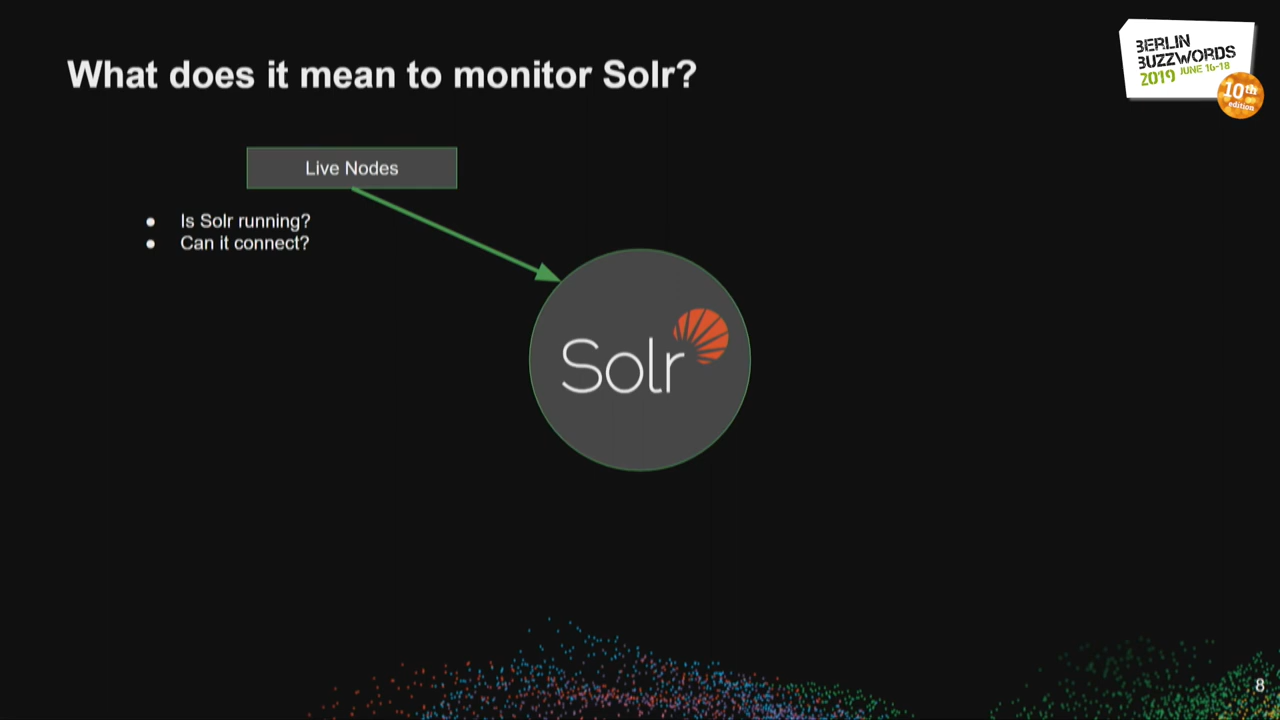 What does it mean to monitor Solr?
BERLIN
BUZZWORDS
2019 JUNE 16-18
10th
edition
Live Nodes
● Is Solr running?
● Can it connect?
Solr
8